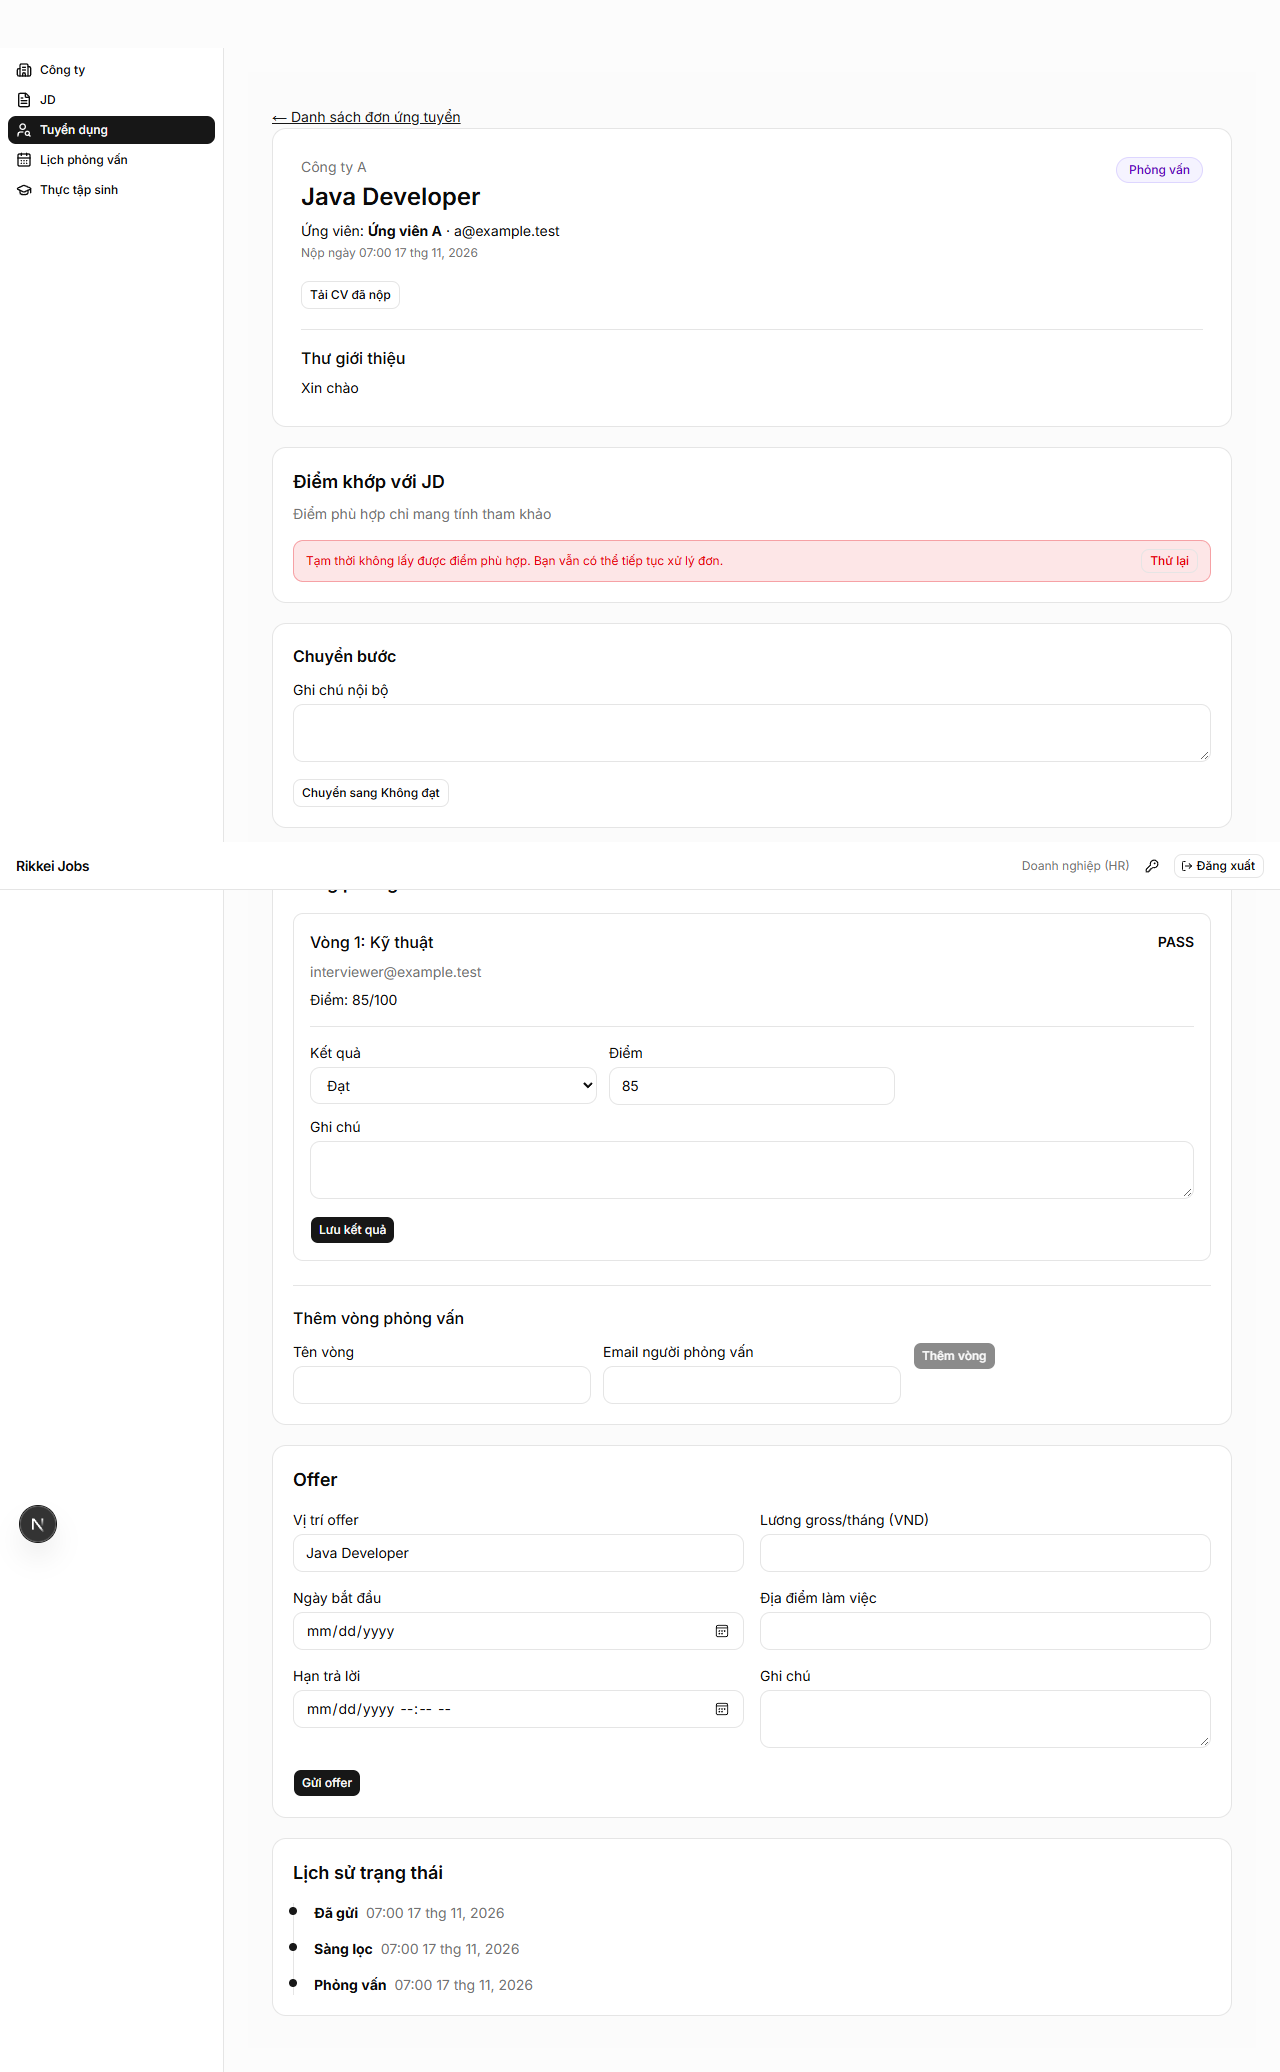 Công ty
JD
Tuyển dụng
Lịch phỏng vấn
Thực tập sinh
← Danh sách đơn ứng tuyển
Công ty A
Phỏng vấn
Java Developer
Ứng viên: Ứng viên A · a@example.test
Nộp ngày 07:00 17 thg 11, 2026
Tải CV đã nộp
Thư giới thiệu
Xin chào
Điểm khớp với JD
Điểm phù hợp chỉ mang tính tham khảo
Tạm thời không lấy được điểm phù hợp. Bạn vẫn có thể tiếp tục xử lý đơn.
Thử lại
Chuyển bước
Ghi chú nội bộ
Chuyển sang Không đạt
Rikkei Jobs
Doanh nghiệp (HR)
Đăng xuất
Vòng 1: Kỹ thuật
PASS
interviewer@example.test
Điểm: 85/100
Kết quả
Điểm
Đạt
85
Ghi chú
Lưu kết quả
Thêm vòng phỏng vấn
Tên vòng
Email người phỏng vấn
Thêm vòng
Offer
Vị trí offer
Lương gross/tháng (VND)
Java Developer
Ngày bắt đầu
Địa điểm làm việc
mm/dd/yyyy
Hạn trả lời
Ghi chú
mm/dd/yyyy --:-- --
Gửi offer
N
Lịch sử trạng thái
Đã gửi 07:00 17 thg 11, 2026
Sàng lọc 07:00 17 thg 11, 2026
Phỏng vấn 07:00 17 thg 11, 2026